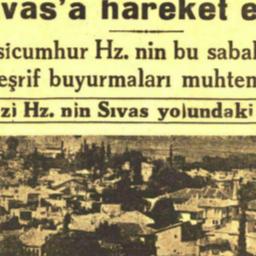 vas'a hareket e
sicumhur Hz. nin bu sabal
eşrif buyurmaları muhten
zi Hz. nin Sıvas yolundaki